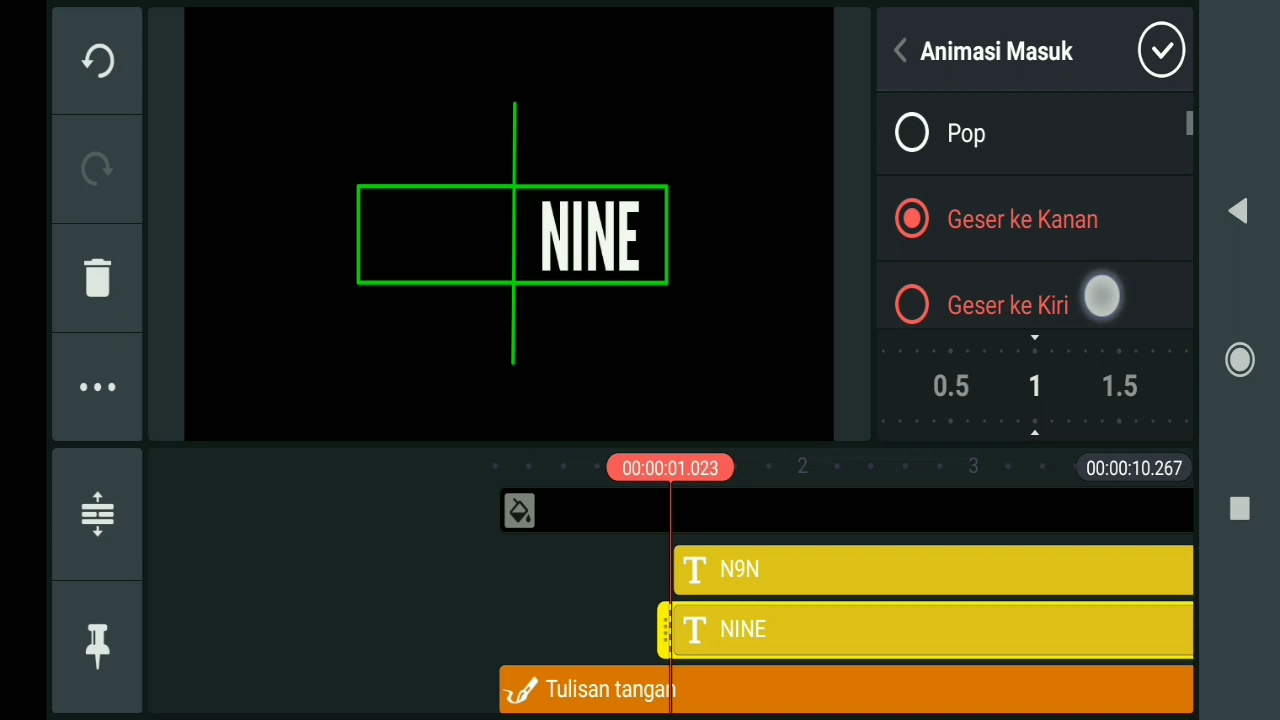 Animasi Masuk
Pop
Geser ke Kanan
Geser ke Kiri
0.5 1 1.5
NINE
00:00:01.023 2 3 00:00:10.267
T N9N
T NINE
Tulisan tangan